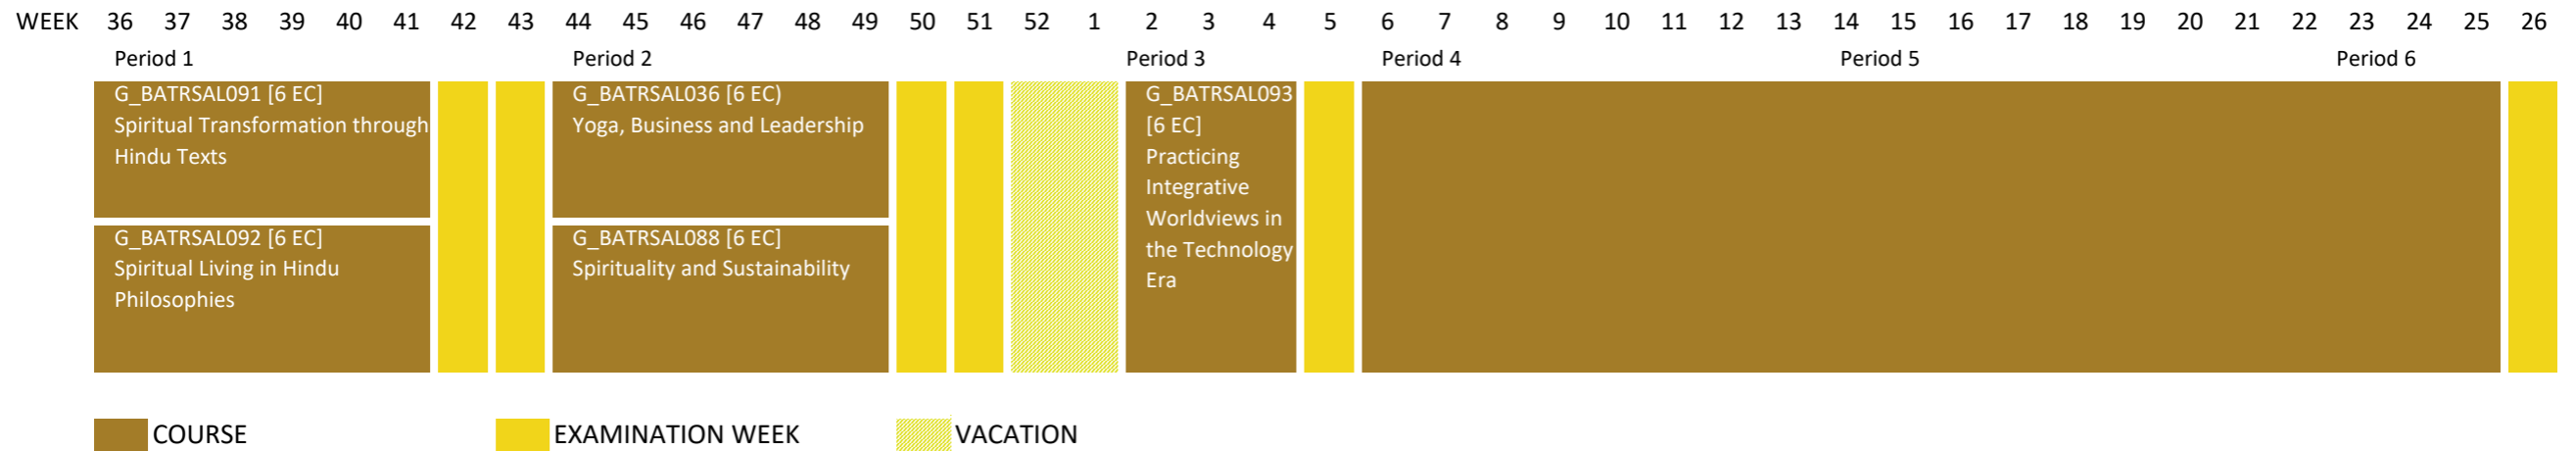 WEEK 36 37 38 39 40 41 42 43 44 45 46 47 48 49 50 51 52 1 2 3 4 5 6 7 8 9 10 11 12 13 14 15 16 17 18 19 20 21 22 23 24 25 26
Period 1 Period 2 Period 3 Period 4 Period 5 Period 6
G_BATRSAL091 [6 EC]
Spiritual Transformation through
Hindu Texts
G_BATRSAL092 [6 EC]
Spiritual Living in Hindu
Philosophies
G_BATRSAL036 [6 EC)
Yoga, Business and Leadership
G_BATRSAL088 [6 EC]
Spirituality and Sustainability
G_BATRSAL093
[6 EC]
Practicing
Integrative
Worldviews in
the Technology
Era
COURSE EXAMINATION WEEK VACATION